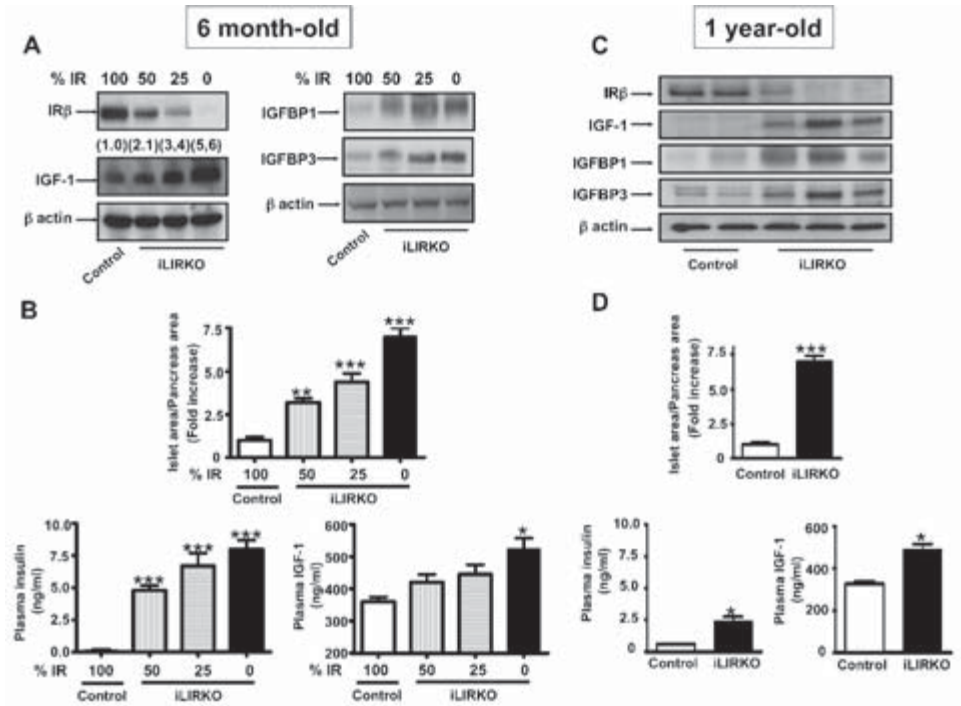 6 month-old
1 year-old
A
% IR 100 50 25 0
IRβ
(1.0)(2.1)(3,4)(5,6)
IGF-1
β actin
Control
iLIRKO
% IR 100 50 25 0
IGFBP1
IGFBP3
β actin
Control
iLIRKO
C
IRβ
IGF-1
IGFBP1
IGFBP3
β actin
Control
iLIRKO
B
Islet area/Pancreas area
(Fold increase)
7.5
5.0
2.5
0
** *** ***
% IR 100 50 25 0
Control
iLIRKO
Plasma insulin
(ng/ml)
10.0
7.5
5.0
2.5
0.0
*** *** ***
% IR 100 50 25 0
Control
iLIRKO
Plasma IGF-1
(ng/ml)
600
500
400
300
200
*
% IR 100 50 25 0
Control
iLIRKO
D
Islet area/Pancreas area
(Fold increase)
7.5
5.0
2.5
0
***
Control iLIRKO
Plasma insulin
(ng/ml)
10.0
7.5
5.0
2.5
0
*
Control iLIRKO
Plasma IGF-1
(ng/ml)
600
400
200
0
*
Control iLIRKO